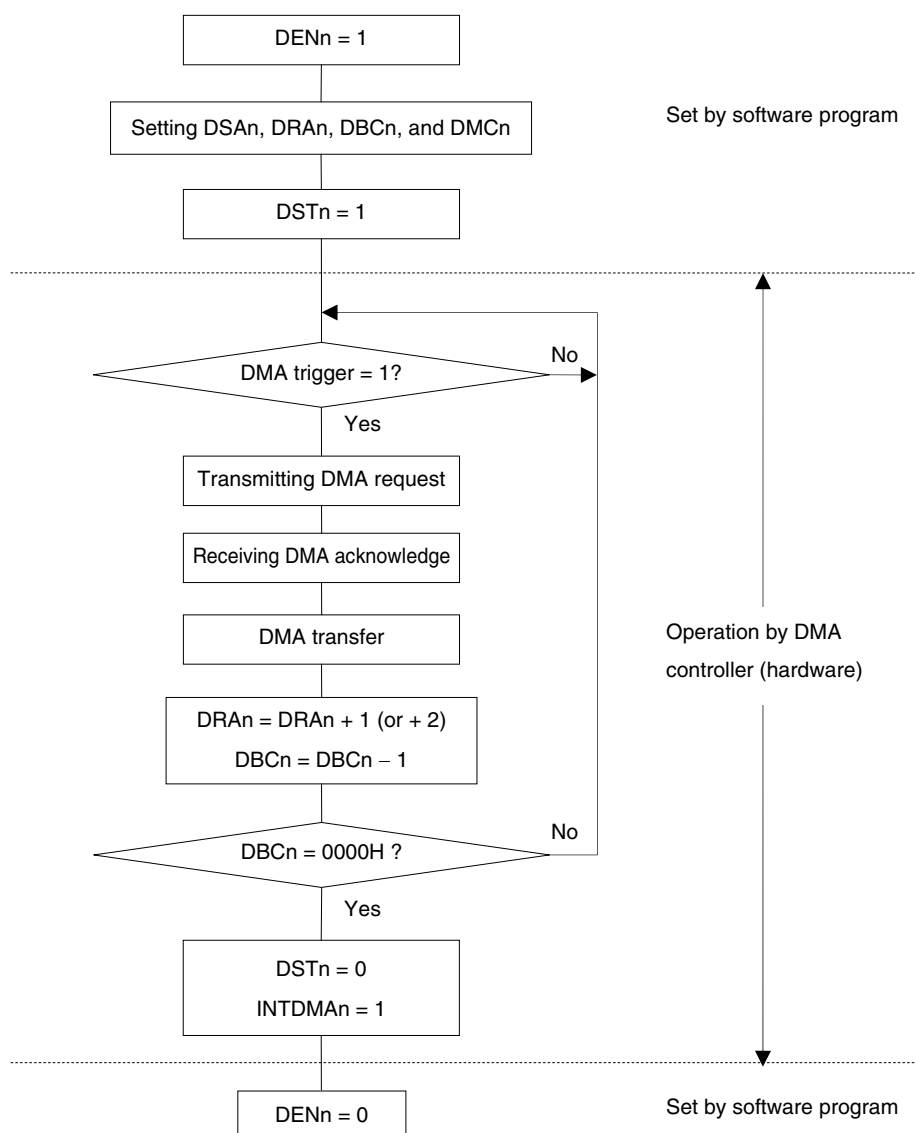 DENn = 1
Setting DSAn, DRAn, DBCn, and DMCn
Set by software program
DSTn = 1
DMA trigger = 1?
No
Yes
Transmitting DMA request
Receiving DMA acknowledge
DMA transfer
Operation by DMA
controller (hardware)
DRAn = DRAn + 1 (or + 2)
DBCn = DBCn − 1
DBCn = 0000H ?
No
Yes
DSTn = 0
INTDMAn = 1
DENn = 0
Set by software program